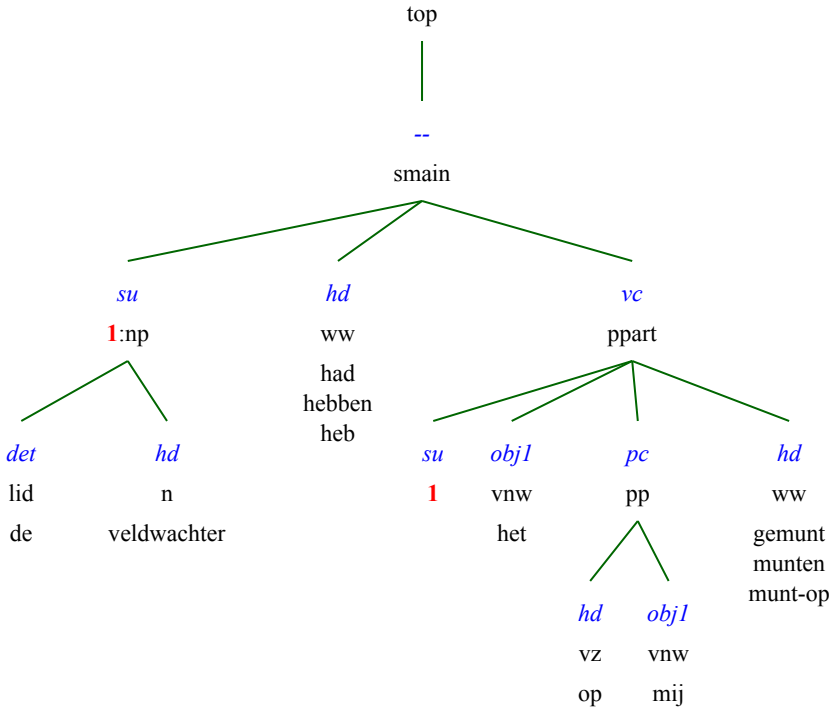 top
--
smain
su hd vc
1:np ww ppart
had
hebben
heb
det hd su obj1 pc hd
lid n 1 vnw pp ww
de veldwachter het gemunt
munten
munt-op
hd obj1
vz vnw
op mij